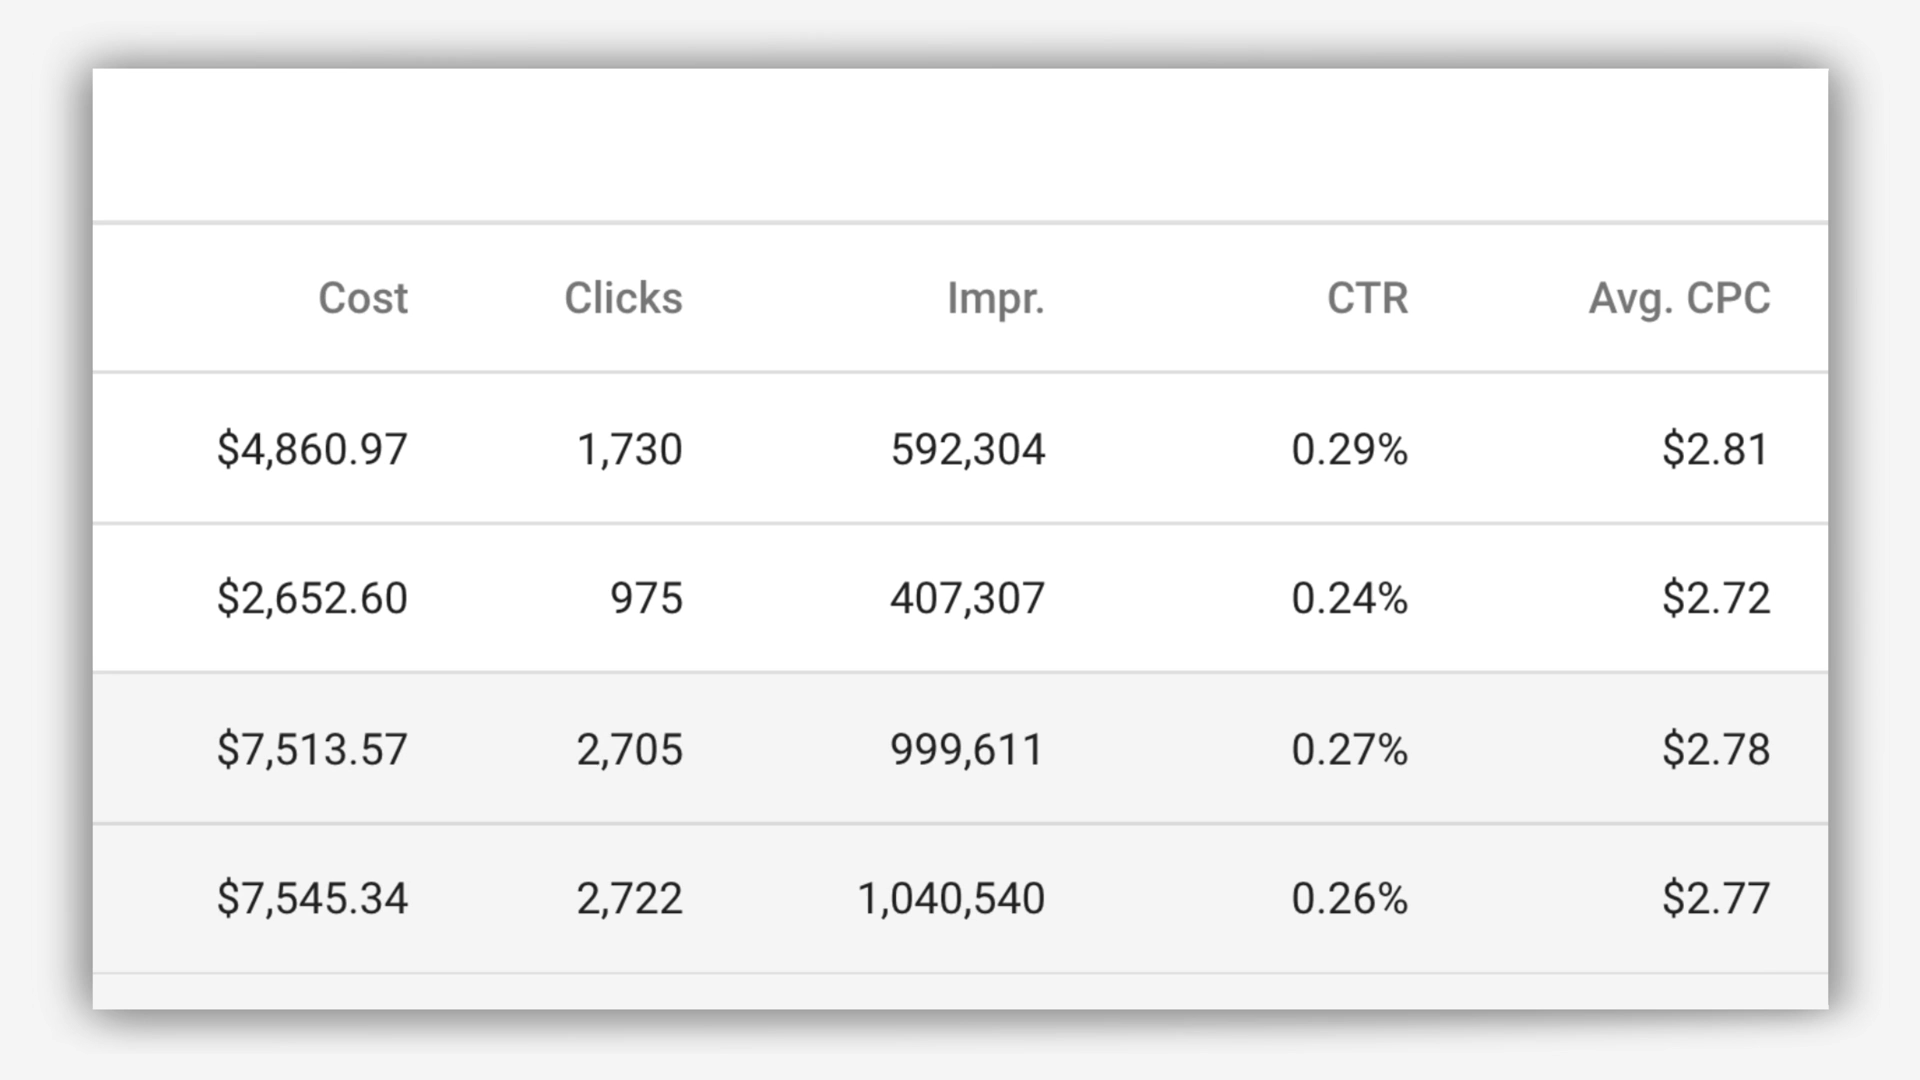 Cost Clicks Impr. CTR Avg. CPC
$4,860.97 1,730 592,304 0.29% $2.81
$2,652.60 975 407,307 0.24% $2.72
$7,513.57 2,705 999,611 0.27% $2.78
$7,545.34 2,722 1,040,540 0.26% $2.77